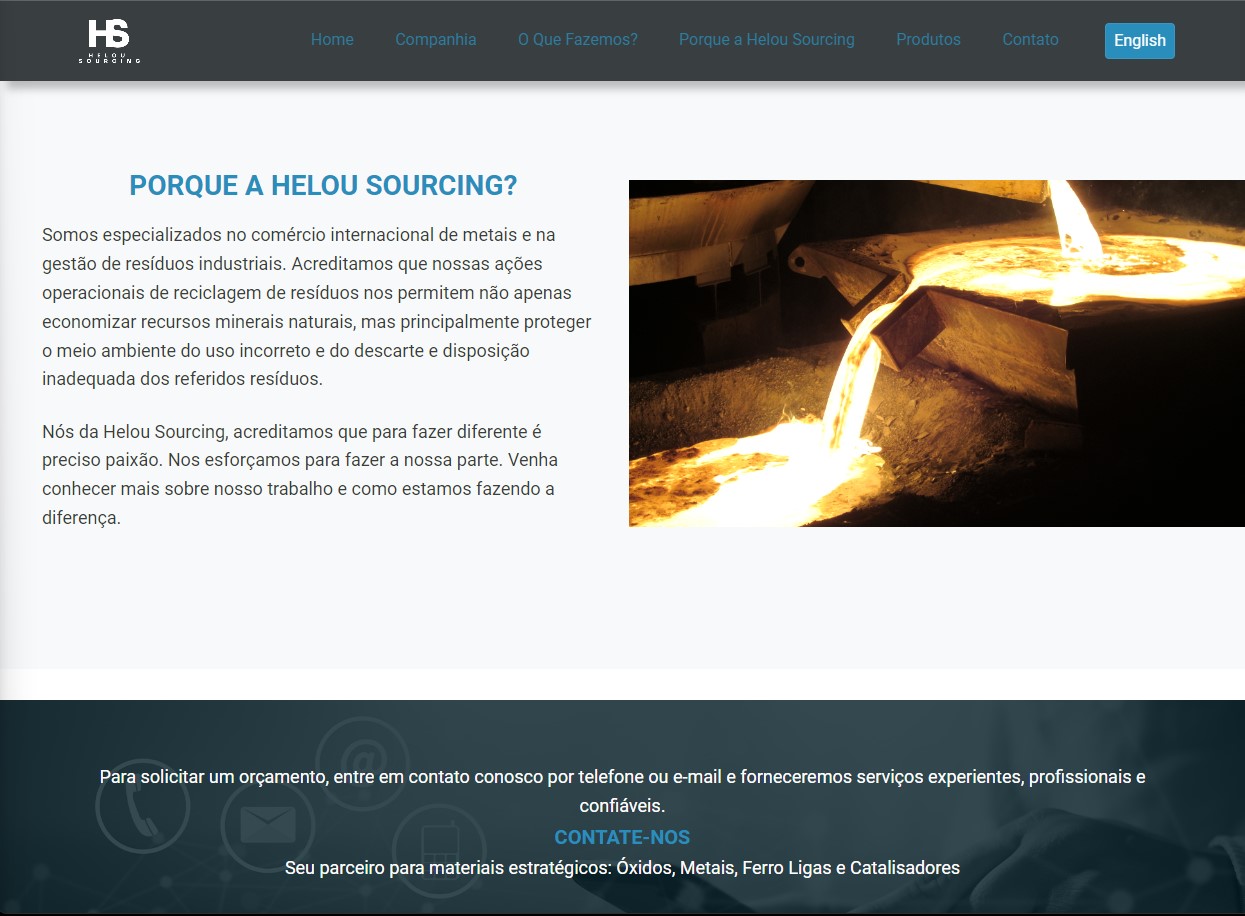 HS
HELOU
SOURCING
Home Companhia O Que Fazemos? Porque a Helou Sourcing Produtos Contato English
PORQUE A HELOU SOURCING?
Somos especializados no comércio internacional de metais e na
gestão de resíduos industriais. Acreditamos que nossas ações
operacionais de reciclagem de resíduos nos permitem não apenas
economizar recursos minerais naturais, mas principalmente proteger
o meio ambiente do uso incorreto e do descarte e disposição
inadequada dos referidos resíduos.
Nós da Helou Sourcing, acreditamos que para fazer diferente é
preciso paixão. Nos esforçamos para fazer a nossa parte. Venha
conhecer mais sobre nosso trabalho e como estamos fazendo a
diferença.
Para solicitar um orçamento, entre em contato conosco por telefone ou e-mail e forneceremos serviços experientes, profissionais e
confiáveis.
CONTATE-NOS
Seu parceiro para materiais estratégicos: Óxidos, Metais, Ferro Ligas e Catalisadores